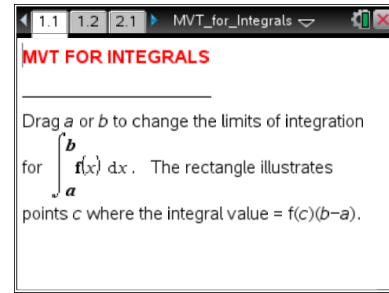 1.1 1.2 2.1 MVT_for_Integrals
MVT FOR INTEGRALS
Drag a or b to change the limits of integration
b
for ∫ f(x) dx. The rectangle illustrates
a
points c where the integral value = f(c)(b–a).